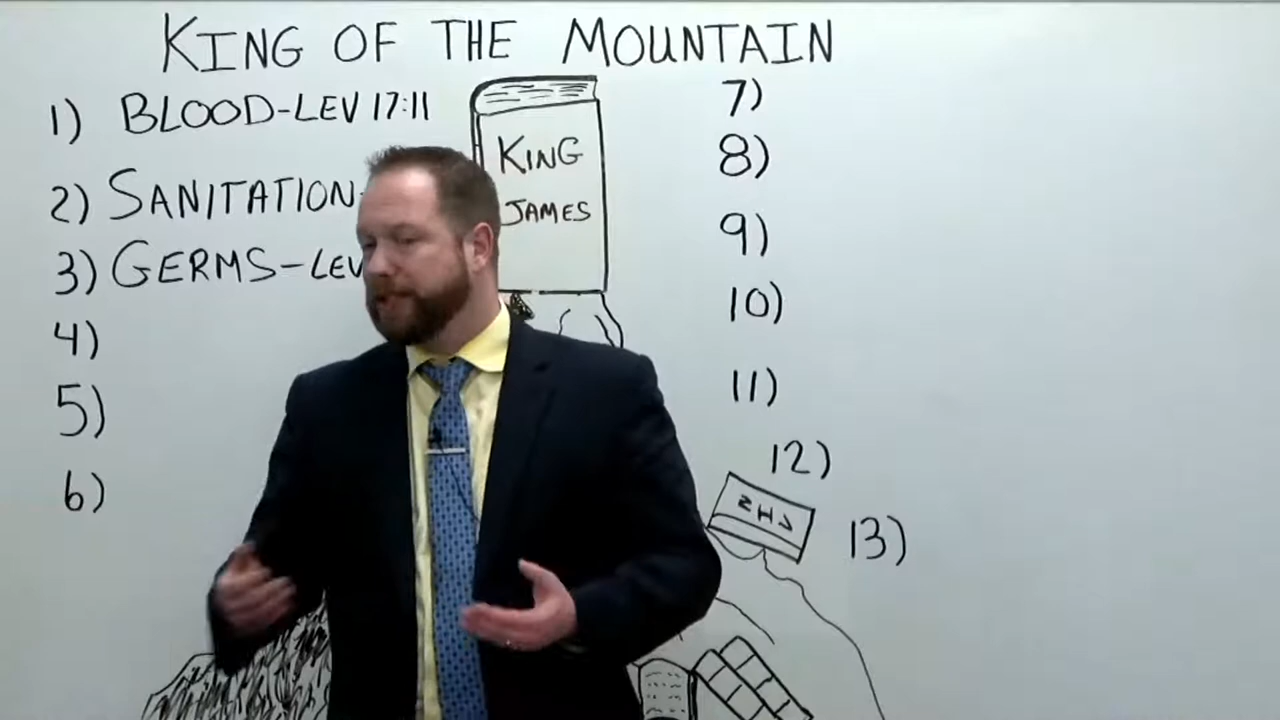 KING OF THE MOUNTAIN
1) BLOOD-LEV 17:11
2) SANITATION-
3) GERMS-LEV
4)
5)
6)
KING
JAMES
7)
8)
9)
10)
11)
12)
13)